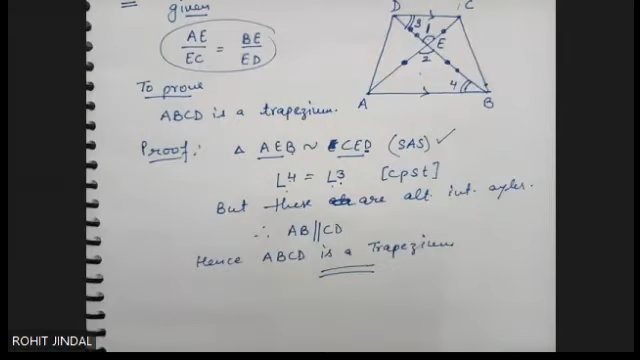 = given
AE/EC = BE/ED
To prove
ABCD is a trapezium.
Proof: Δ AEB ~ CED (SAS) ✓
∠4 = ∠3 [cpst]
But these are alt. int. angles.
∴ AB||CD
Hence ABCD is a Trapezium
D C
3 1
E
2
4
A B
ROHIT JINDAL